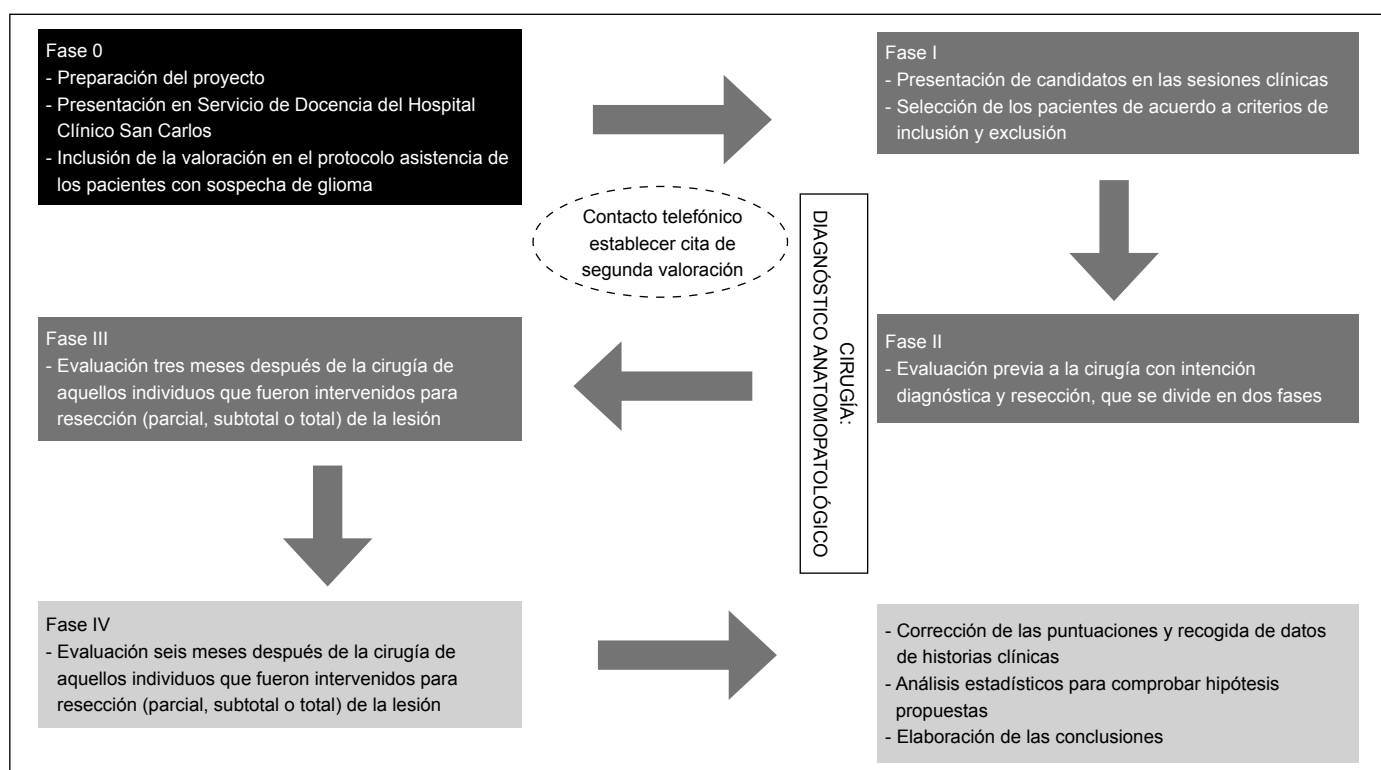 Fase 0
- Preparación del proyecto
- Presentación en Servicio de Docencia del Hospital
Clínico San Carlos
- Inclusión de la valoración en el protocolo asistencia de
los pacientes con sospecha de glioma
Fase I
- Presentación de candidatos en las sesiones clínicas
- Selección de los pacientes de acuerdo a criterios de
inclusión y exclusión
Contacto telefónico
establecer cita de
segunda valoración
CIRUGÍA:
DIAGNÓSTICO ANATOMOPATOLÓGICO
Fase III
- Evaluación tres meses después de la cirugía de
aquellos individuos que fueron intervenidos para
resección (parcial, subtotal o total) de la lesión
Fase II
- Evaluación previa a la cirugía con intención
diagnóstica y resección, que se divide en dos fases
Fase IV
- Evaluación seis meses después de la cirugía de
aquellos individuos que fueron intervenidos para
resección (parcial, subtotal o total) de la lesión
- Corrección de las puntuaciones y recogida de datos
de historias clínicas
- Análisis estadísticos para comprobar hipótesis
propuestas
- Elaboración de las conclusiones